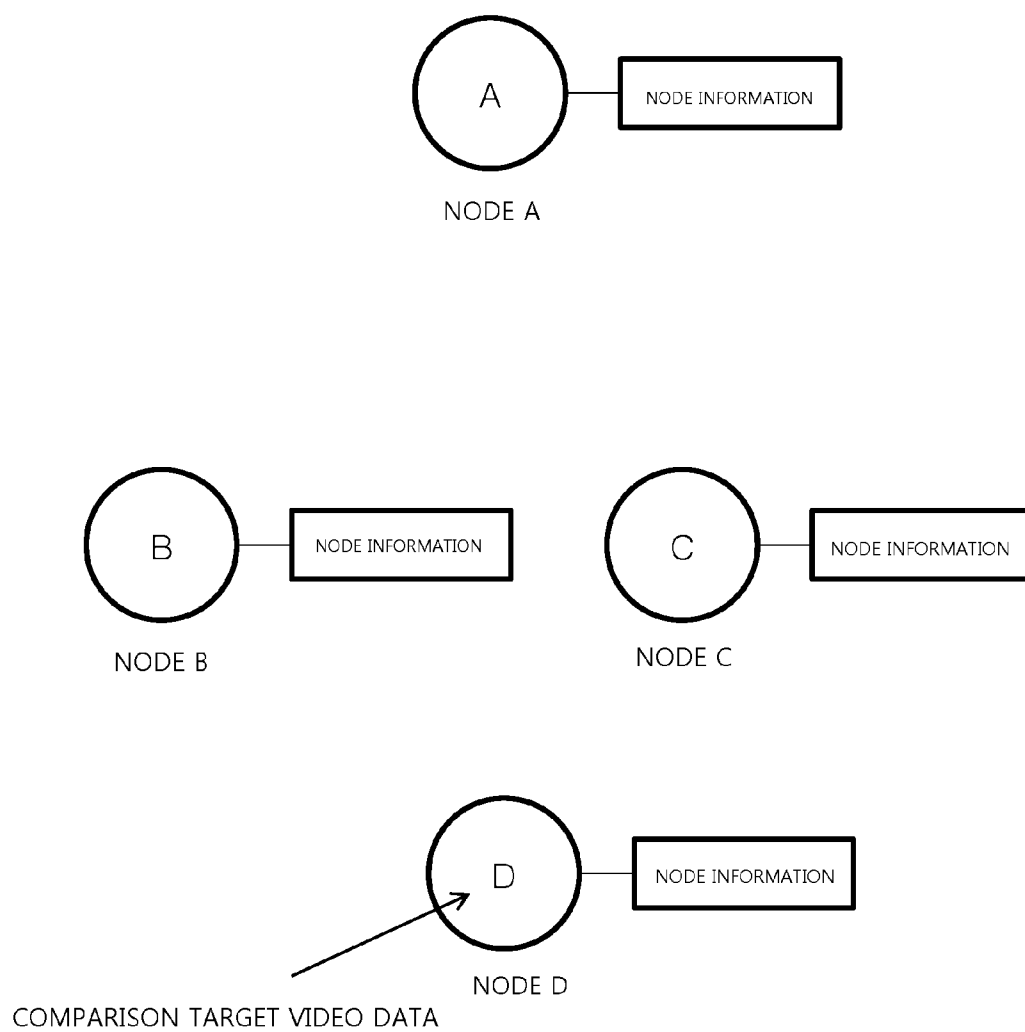 A
NODE INFORMATION
NODE A
B
NODE INFORMATION
C
NODE INFORMATION
NODE B
NODE C
D
NODE INFORMATION
NODE D
COMPARISON TARGET VIDEO DATA